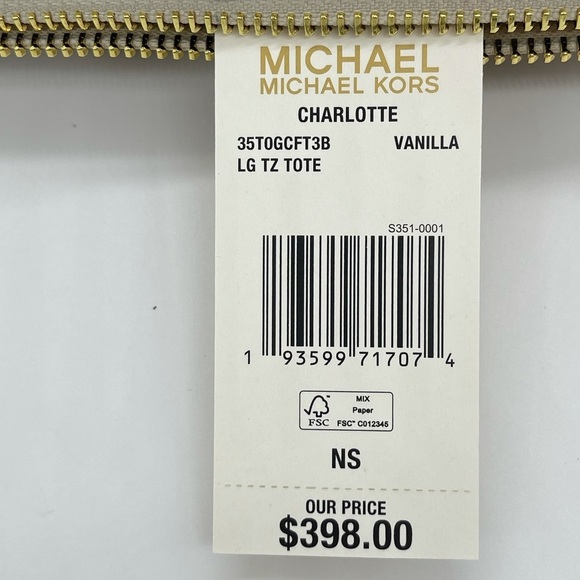 MICHAEL
MICHAEL KORS
CHARLOTTE
35T0GCFT3B VANILLA
LG TZ TOTE
S351-0001
1 93599 71707 4
MIX
Paper
FSC™ C012345
FSC
NS
OUR PRICE
$398.00